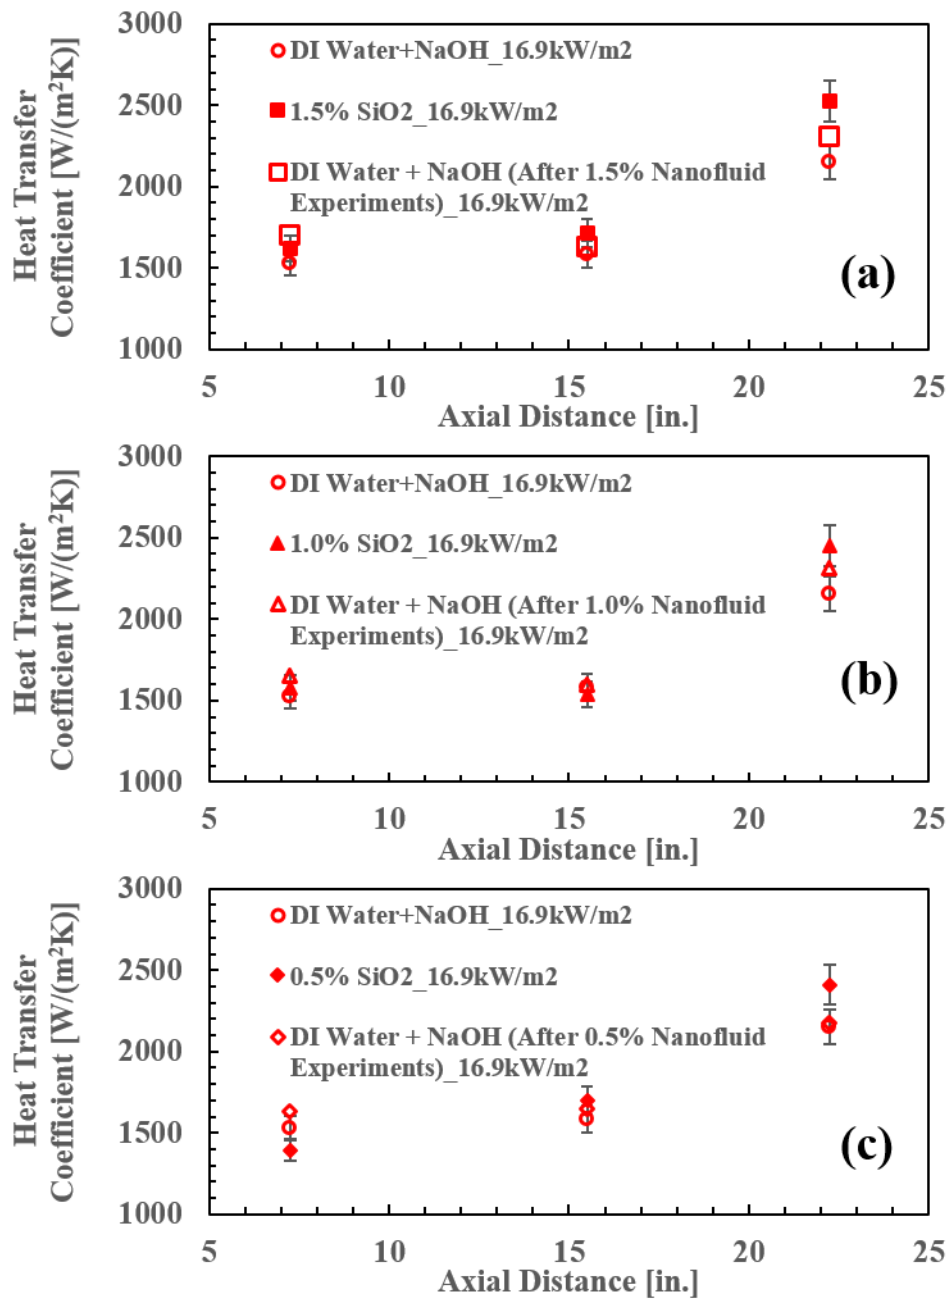 3000
2500
2000
1500
1000
Heat Transfer
Coefficient [W/(m²K)]
DI Water+NaOH_16.9kW/m2
1.5% SiO2_16.9kW/m2
DI Water + NaOH (After 1.5% Nanofluid
Experiments)_16.9kW/m2
(a)
5 10 15 20 25
Axial Distance [in.]
3000
2500
2000
1500
1000
Heat Transfer
Coefficient [W/(m²K)]
DI Water+NaOH_16.9kW/m2
1.0% SiO2_16.9kW/m2
DI Water + NaOH (After 1.0% Nanofluid
Experiments)_16.9kW/m2
(b)
5 10 15 20 25
Axial Distance [in.]
3000
2500
2000
1500
1000
Heat Transfer
Coefficient [W/(m²K)]
DI Water+NaOH_16.9kW/m2
0.5% SiO2_16.9kW/m2
DI Water + NaOH (After 0.5% Nanofluid
Experiments)_16.9kW/m2
(c)
5 10 15 20 25
Axial Distance [in.]